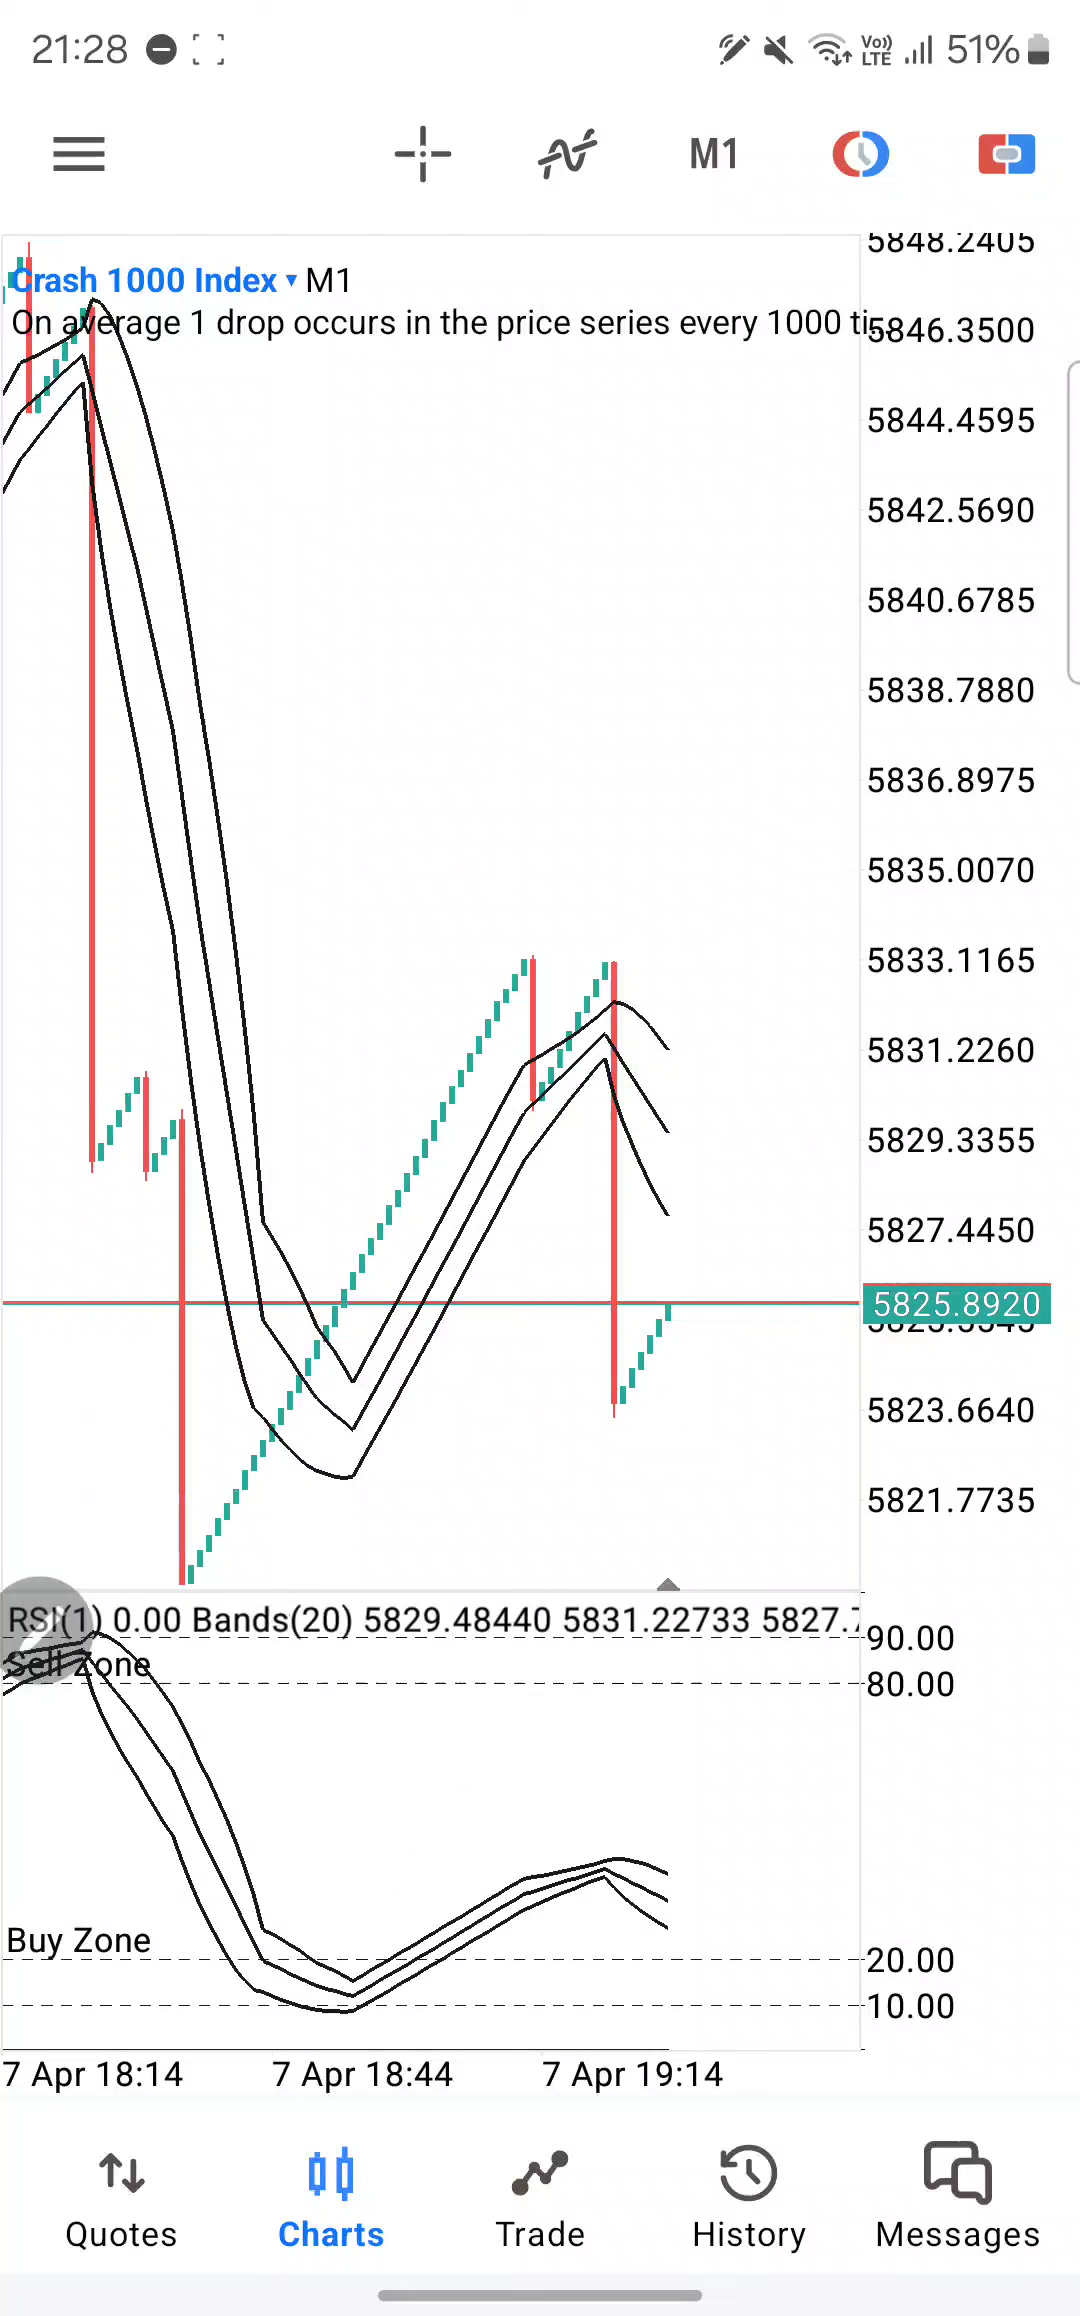 21:28 Vo)) LTE 51%
M1
Crash 1000 Index ▾ M1
On average 1 drop occurs in the price series every 1000 ti...
5848.2405
5846.3500
5844.4595
5842.5690
5840.6785
5838.7880
5836.8975
5835.0070
5833.1165
5831.2260
5829.3355
5827.4450
5825.8920
5823.6640
5821.7735
RSI(1) 0.00 Bands(20) 5829.48440 5831.22733 5827.7
90.00
Sell Zone
80.00
Buy Zone
20.00
10.00
7 Apr 18:14 7 Apr 18:44 7 Apr 19:14
Quotes Charts Trade History Messages